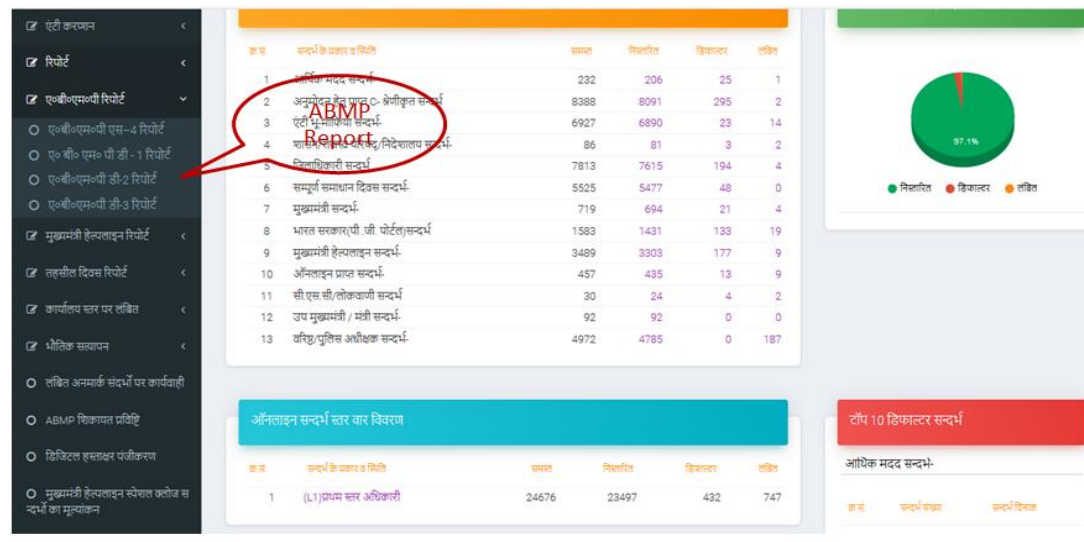 एंटी करप्शन
रिपोर्ट
ए०बी०एम०पी रिपोर्ट
ए०बी०एम०पी एस-4 रिपोर्ट
ए० बी० एम० पी डी - 1 रिपोर्ट
ए०बी०एम०पी डी-2 रिपोर्ट
ए०बी०एम०पी डी-3 रिपोर्ट
मुख्यमंत्री हेल्पलाइन रिपोर्ट
तहसील दिवस रिपोर्ट
कार्यालय स्तर पर लंबित
भौतिक सत्यापन
लंबित अनमार्क संदर्भों पर कार्यवाही
ABMP शिकायत प्रविष्टि
डिजिटल हस्ताक्षर पंजीकरण
मुख्यमंत्री हेल्पलाइन स्पेशल क्लोज स
न्दर्भों का मूल्यांकन
ABMP
Report
क्र.सं. सन्दर्भ के प्रकार व स्थिति समस्त निस्तारित डिफाल्टर लंबित
1 आर्थिक मदद सन्दर्भ- 232 206 25 1
2 अनुमोदन हेतु प्राप्त C- श्रेणीकृत सन्दर्भ 8388 8091 295 2
3 एंटी भू-माफिया सन्दर्भ- 6927 6890 23 14
4 शासन/राजस्व परिषद/निदेशालय सन्दर्भ- 86 81 3 2
5 जिलाधिकारी सन्दर्भ 7813 7615 194 4
6 सम्पूर्ण समाधान दिवस सन्दर्भ- 5525 5477 48 0
7 मुख्यमंत्री सन्दर्भ- 719 694 21 4
8 भारत सरकार(पी .जी. पोर्टल)सन्दर्भ 1583 1431 133 19
9 मुख्यमंत्री हेल्पलाइन सन्दर्भ- 3489 3303 177 9
10 ऑनलाइन प्राप्त सन्दर्भ- 457 435 13 9
11 सी.एस.सी/लोकवाणी सन्दर्भ 30 24 4 2
12 उप मुख्यमंत्री / मंत्री सन्दर्भ- 92 92 0 0
13 वरिष्ठ/पुलिस अधीक्षक सन्दर्भ- 4972 4785 0 187
97.1%
निस्तारित डिफाल्टर लंबित
ऑनलाइन सन्दर्भ स्तर वार विवरण
क्र.सं. सन्दर्भ के प्रकार व स्थिति समस्त निस्तारित डिफाल्टर लंबित
1 (L1)प्रथम स्तर अधिकारी 24676 23497 432 747
टॉप 10 डिफाल्टर सन्दर्भ
आर्थिक मदद सन्दर्भ-
क्र.सं. सन्दर्भ संख्या सन्दर्भ दिनांक